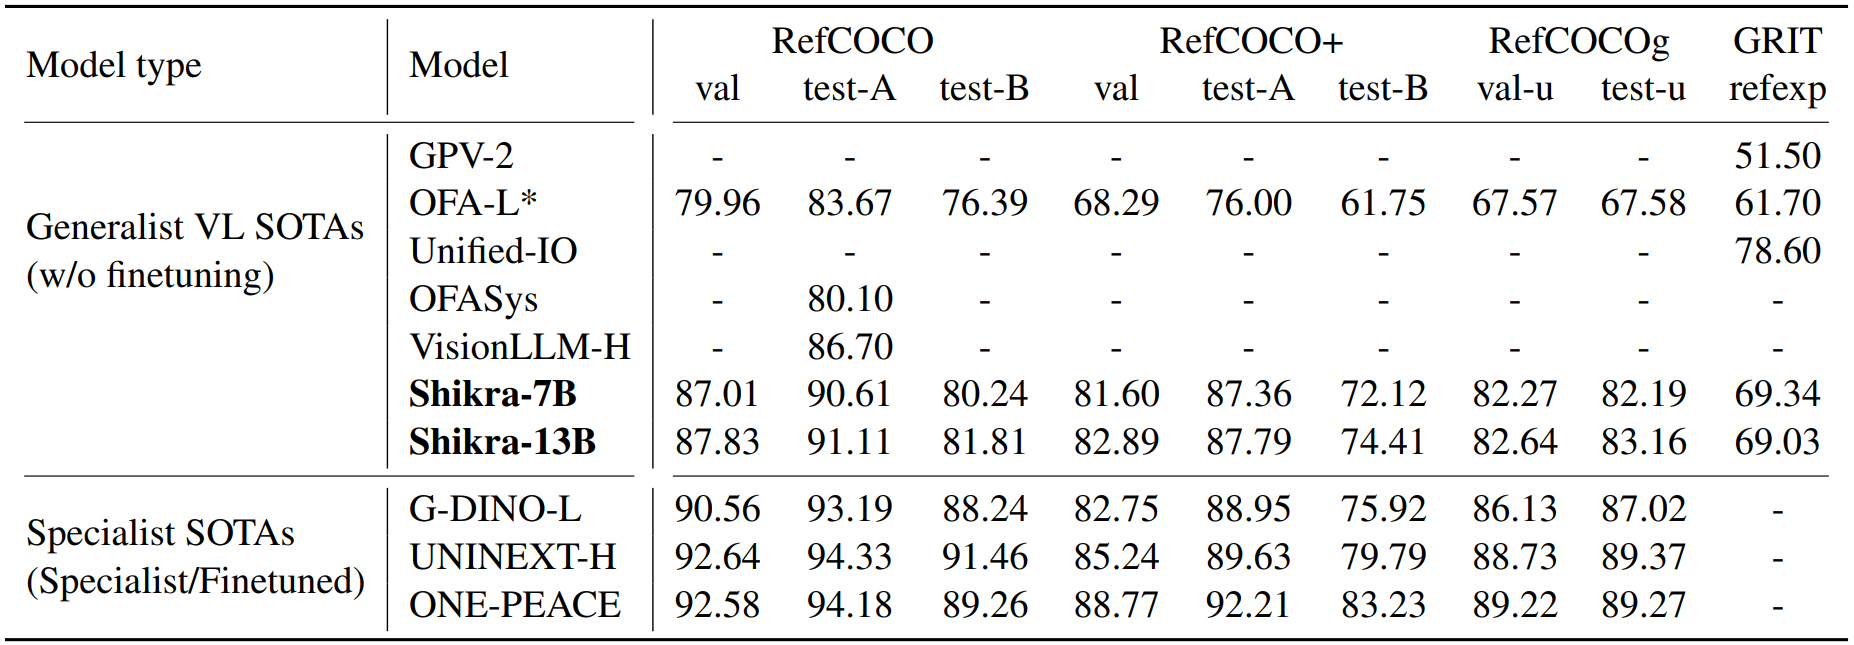 Model type Model RefCOCO RefCOCO+ RefCOCOg GRIT
val test-A test-B val test-A test-B val-u test-u refexp
Generalist VL SOTAs
(w/o finetuning)
GPV-2 - - - - - - - - 51.50
OFA-L* 79.96 83.67 76.39 68.29 76.00 61.75 67.57 67.58 61.70
Unified-IO - - - - - - - - 78.60
OFASys - 80.10 - - - - - - -
VisionLLM-H - 86.70 - - - - - - -
Shikra-7B 87.01 90.61 80.24 81.60 87.36 72.12 82.27 82.19 69.34
Shikra-13B 87.83 91.11 81.81 82.89 87.79 74.41 82.64 83.16 69.03
Specialist SOTAs
(Specialist/Finetuned)
G-DINO-L 90.56 93.19 88.24 82.75 88.95 75.92 86.13 87.02 -
UNINEXT-H 92.64 94.33 91.46 85.24 89.63 79.79 88.73 89.37 -
ONE-PEACE 92.58 94.18 89.26 88.77 92.21 83.23 89.22 89.27 -